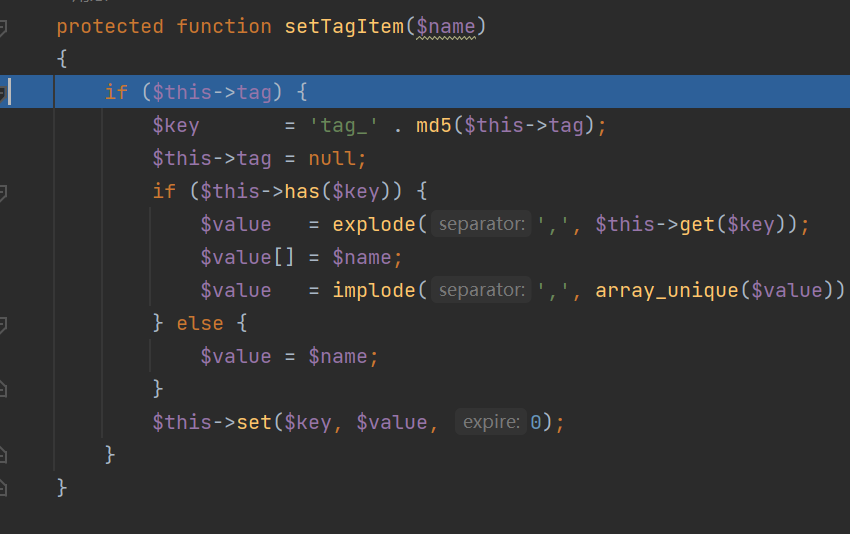 protected function setTagItem($name)
{
if ($this->tag) {
$key = 'tag_' . md5($this->tag);
$this->tag = null;
if ($this->has($key)) {
$value = explode( separator: ',', $this->get($key));
$value[] = $name;
$value = implode( separator: ',', array_unique($value))
} else {
$value = $name;
}
$this->set($key, $value, expire: 0);
}
}